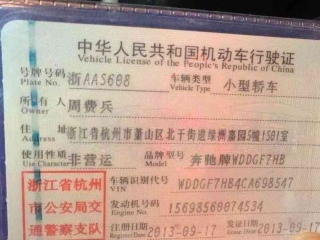 中华人民共和国机动车行驶证
Vehicle License of the People's Republic of China
号牌号码 浙AAS608 车辆类型 小型轿车
Plate No. Vehicle Type
所有人 周费兵
Owner
住址 浙江省杭州市萧山区北干街道绿洲嘉园5幢1501室
Address
使用性质 非营运 品牌型号 奔驰牌WDDGF7HB
Use Character Model
浙江省杭州 车辆识别代号 WDDGF7HB4CA698547
VIN
市公安局交 发动机号码 15698560074534
Engine No.
通警察支队 注册日期 2013-09-17 发证日期 2013-09-17
Register Date Issue Date